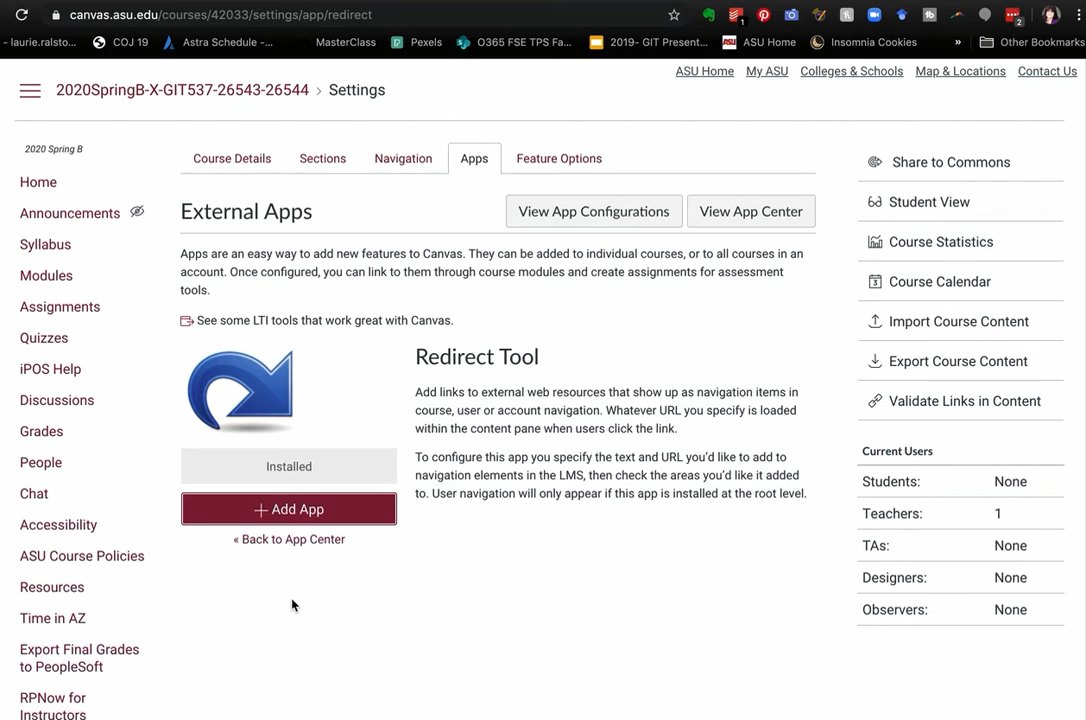 canvas.asu.edu/courses/42033/settings/app/redirect
1
2
- laurie.ralsto...
COJ 19
Astra Schedule -...
MasterClass
Pexels
O365 FSE TPS Fa...
2019- GIT Present...
ASU Home
Insomnia Cookies
»
Other Bookmarks
ASU Home
My ASU
Colleges & Schools
Map & Locations
Contact Us
2020SpringB-X-GIT537-26543-26544 › Settings
2020 Spring B
Home
Announcements
Syllabus
Modules
Assignments
Quizzes
iPOS Help
Discussions
Grades
People
Chat
Accessibility
ASU Course Policies
Resources
Time in AZ
Export Final Grades
to PeopleSoft
RPNow for
Instructors
Course Details
Sections
Navigation
Apps
Feature Options
External Apps
View App Configurations
View App Center
Apps are an easy way to add new features to Canvas. They can be added to individual courses, or to all courses in an
account. Once configured, you can link to them through course modules and create assignments for assessment
tools.
See some LTI tools that work great with Canvas.
Installed
+ Add App
« Back to App Center
Redirect Tool
Add links to external web resources that show up as navigation items in
course, user or account navigation. Whatever URL you specify is loaded
within the content pane when users click the link.
To configure this app you specify the text and URL you'd like to add to
navigation elements in the LMS, then check the areas you'd like it added
to. User navigation will only appear if this app is installed at the root level.
Share to Commons
Student View
Course Statistics
Course Calendar
Import Course Content
Export Course Content
Validate Links in Content
Current Users
Students: None
Teachers: 1
TAs: None
Designers: None
Observers: None